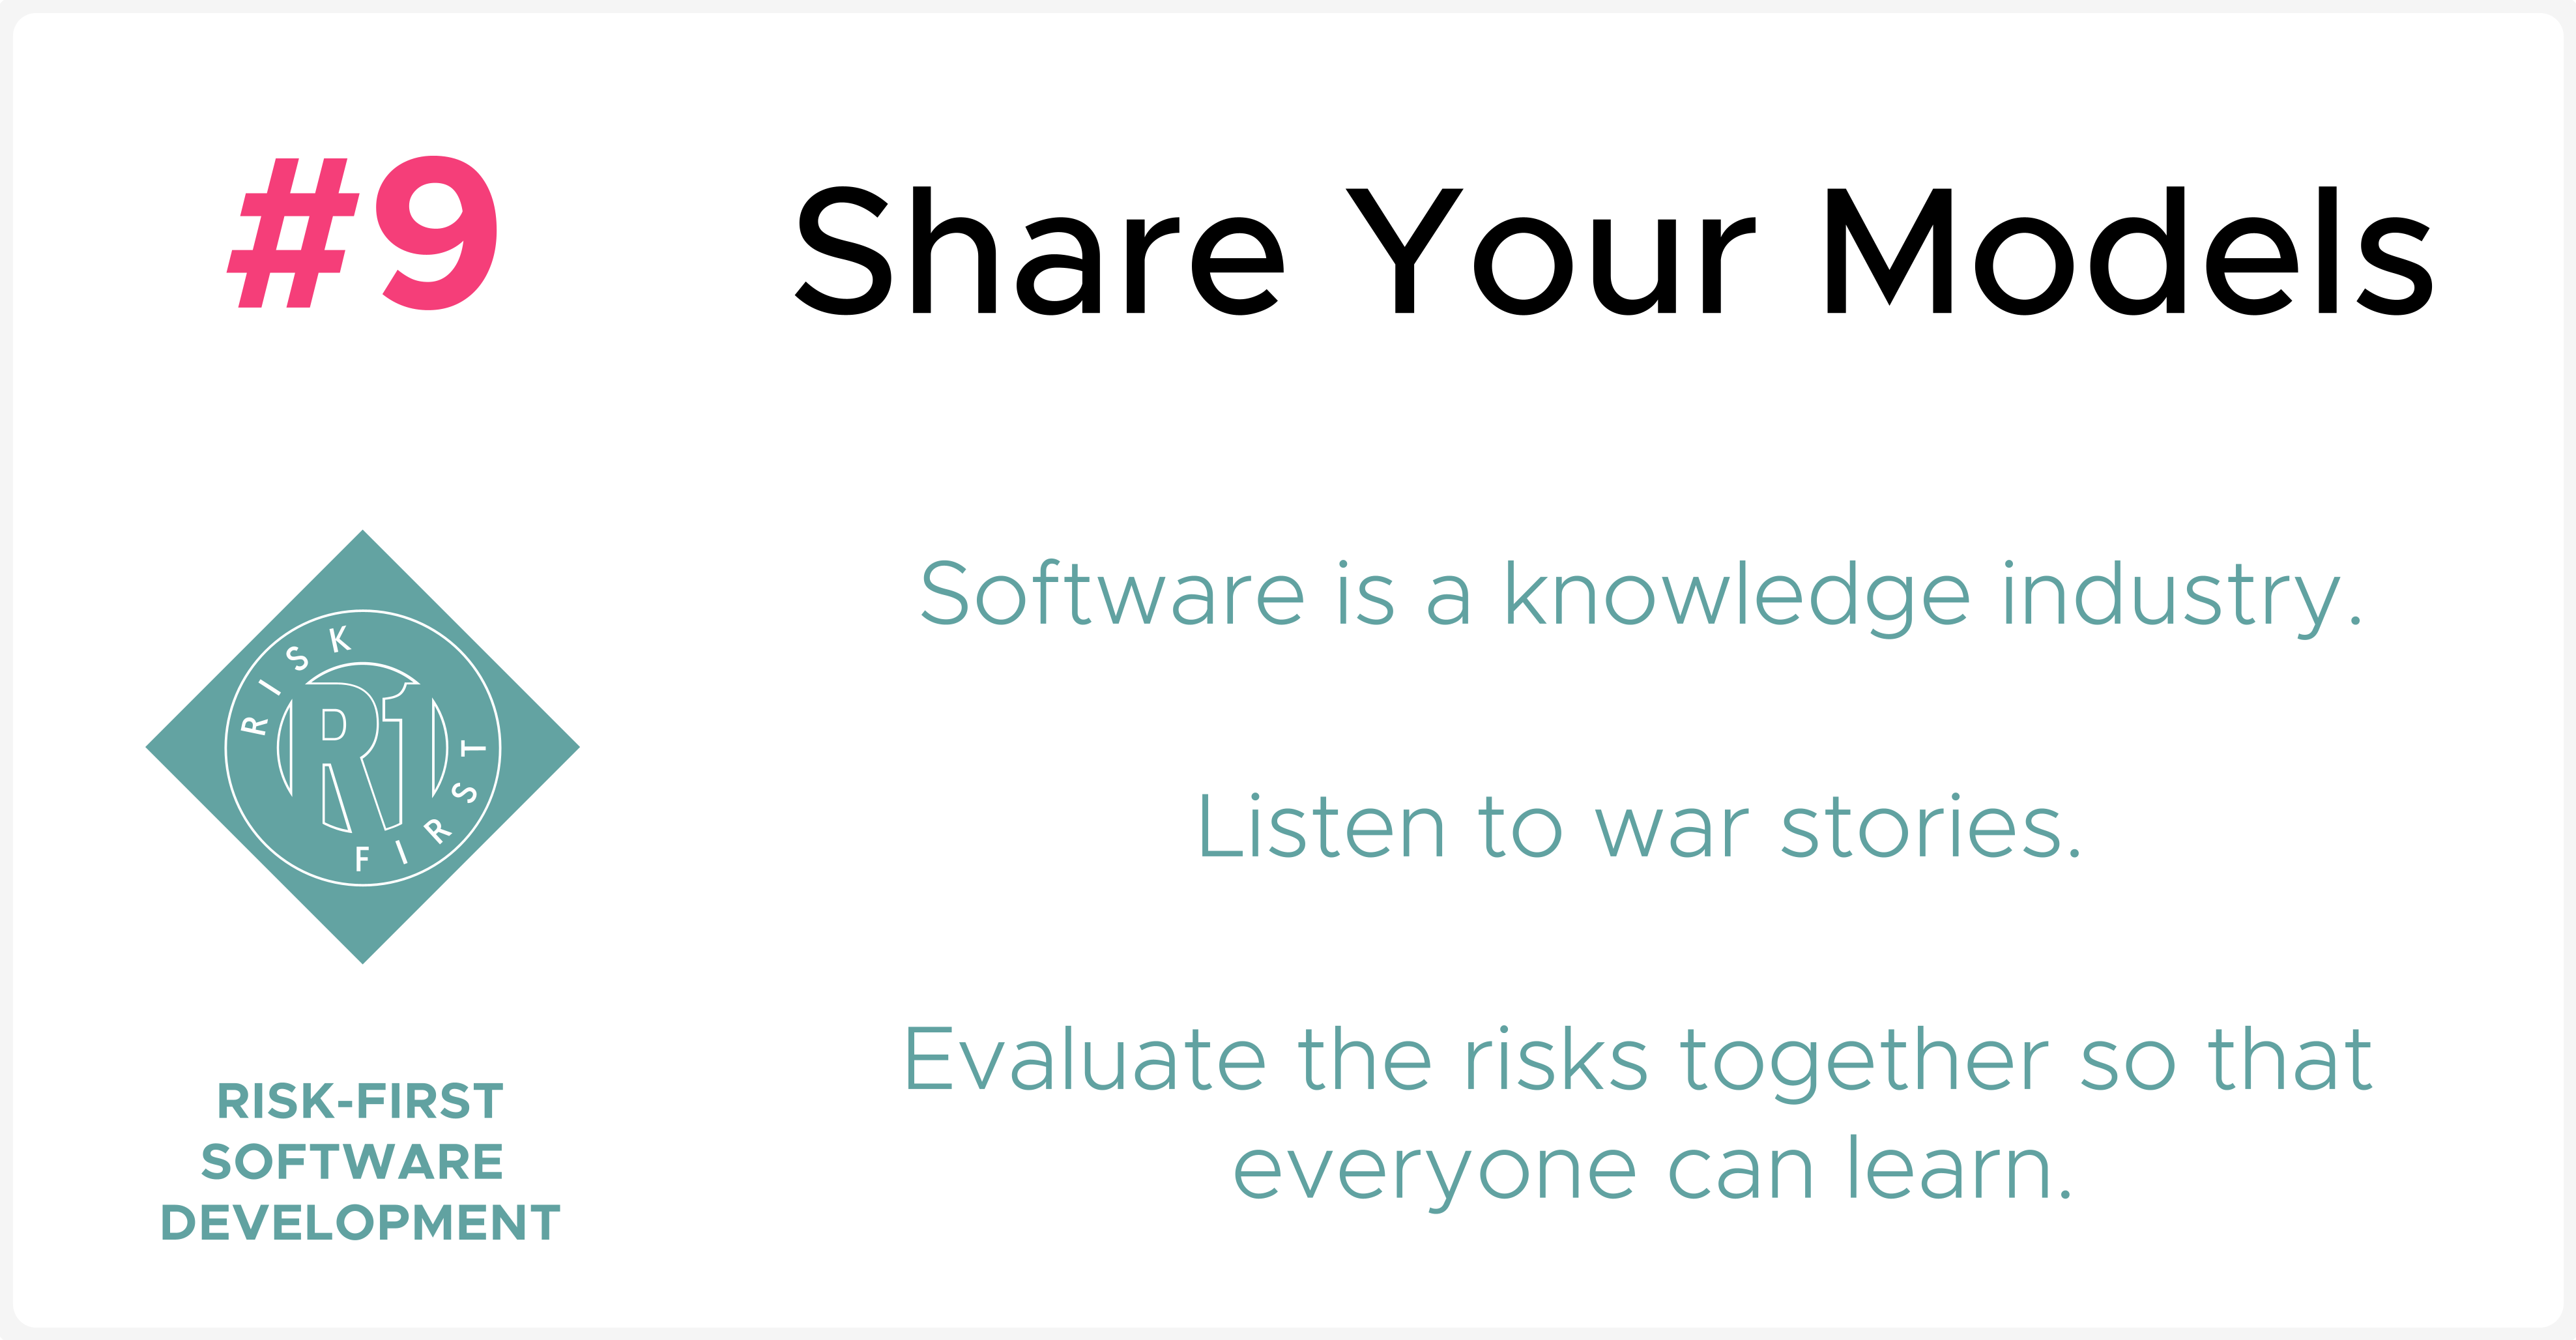 #9
Share Your Models
Software is a knowledge industry.
Listen to war stories.
Evaluate the risks together so that
everyone can learn.
RISK
R1
FIRST
RISK-FIRST
SOFTWARE
DEVELOPMENT